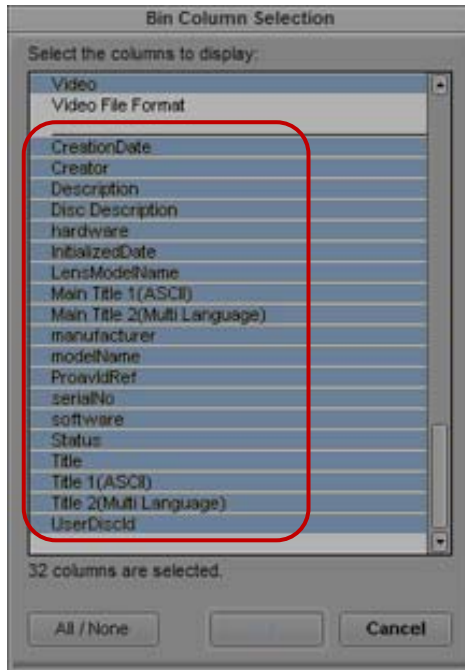 Bin Column Selection
Select the columns to display:
Video
Video File Format
CreationDate
Creator
Description
Disc Description
hardware
InitializedDate
LensModelName
Main Title 1(ASCII)
Main Title 2(Multi Language)
manufacturer
modelName
ProavIdRef
serialNo
software
Status
Title
Title 1(ASCII)
Title 2(Multi Language)
UserDiscId
32 columns are selected.
All / None
Cancel